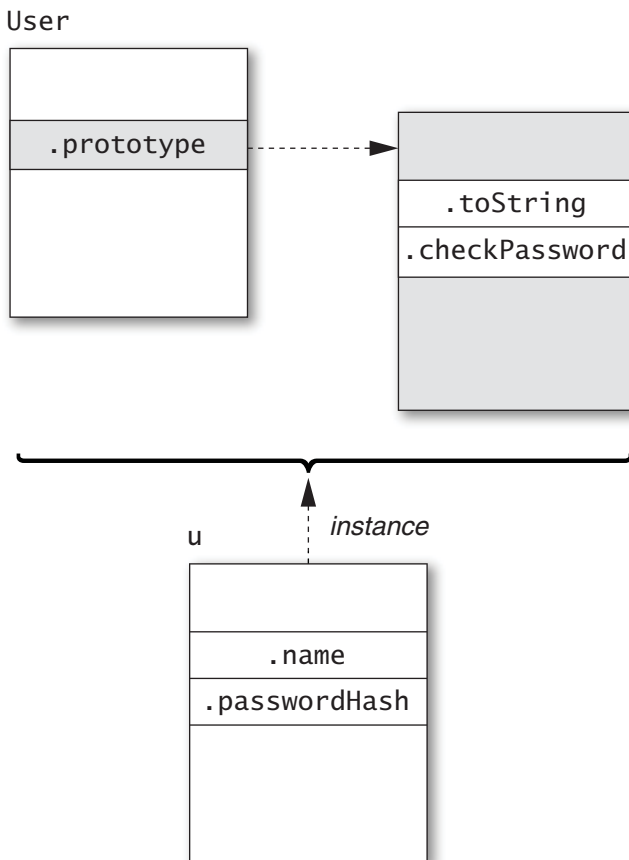 User
.prototype
.toString
.checkPassword
instance
u
.name
.passwordHash